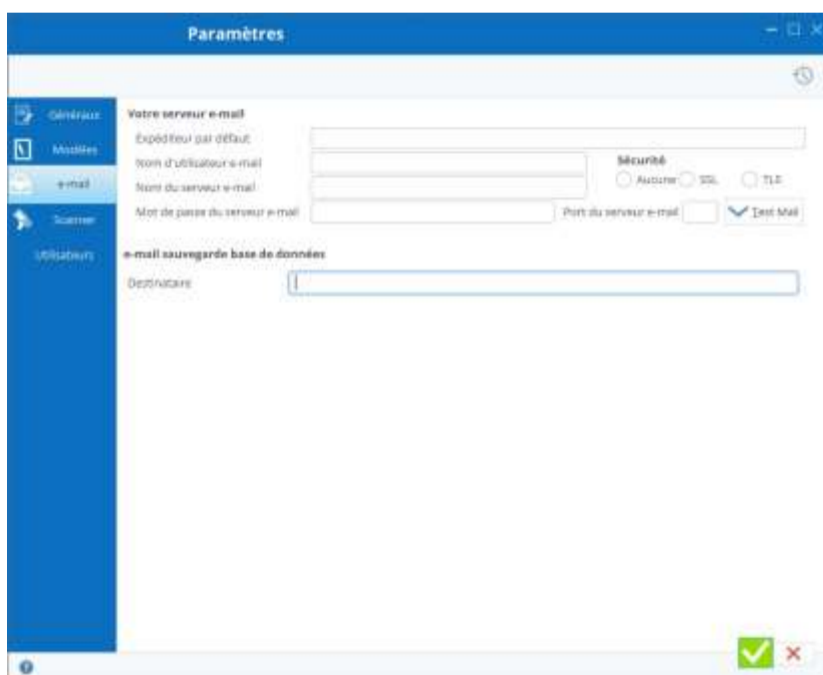 Paramètres
Généraux
Modèles
e-mail
Scanner
Utilisateurs
Votre serveur e-mail
Expéditeur par défaut
Nom d'utilisateur e-mail
Sécurité
Aucune SSL TLS
Nom du serveur e-mail
Mot de passe du serveur e-mail Port du serveur e-mail Test Mail
e-mail sauvegarde base de données
Destinataire